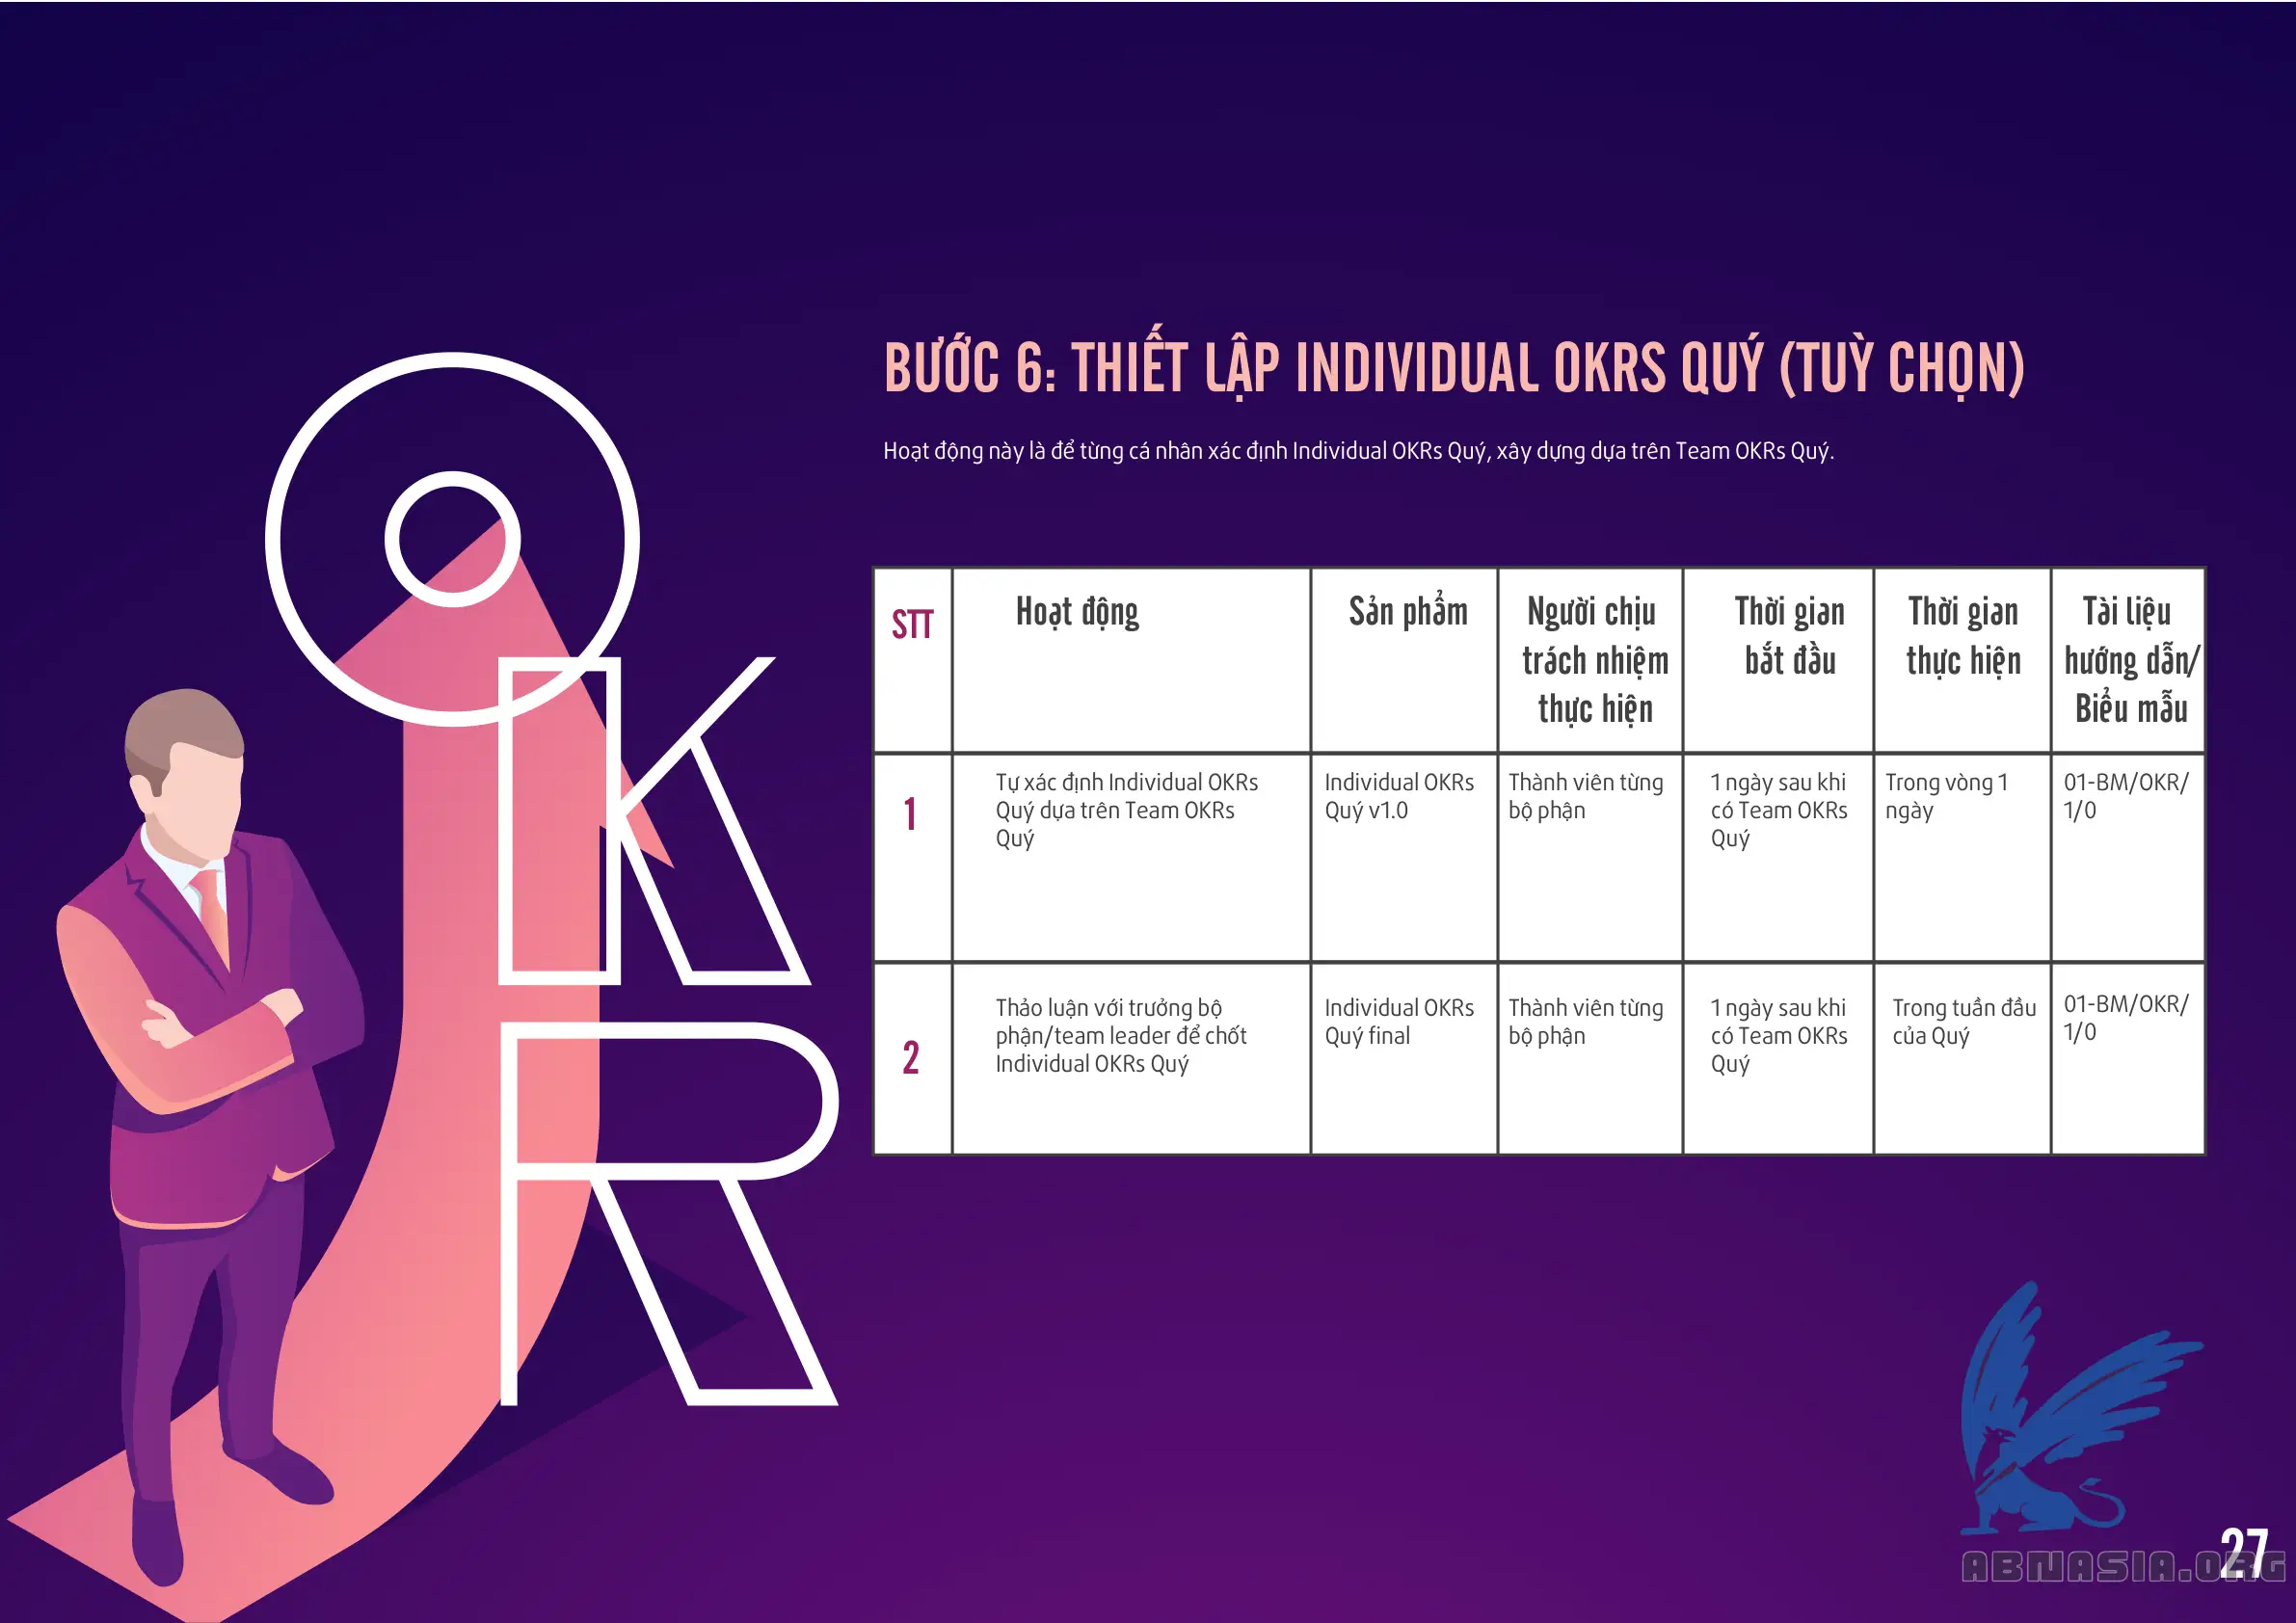 OKR
BƯỚC 6: THIẾT LẬP INDIVIDUAL OKRS QUÝ (TUỲ CHỌN)
Hoạt động này là để từng cá nhân xác định Individual OKRs Quý, xây dựng dựa trên Team OKRs Quý.
STT
Hoạt động
Sản phẩm
Người chịu
trách nhiệm
thực hiện
Thời gian
bắt đầu
Thời gian
thực hiện
Tài liệu
hướng dẫn/
Biểu mẫu
1
Tự xác định Individual OKRs
Quý dựa trên Team OKRs
Quý
Individual OKRs
Quý v1.0
Thành viên từng
bộ phận
1 ngày sau khi
có Team OKRs
Quý
Trong vòng 1
ngày
01-BM/OKR/
1/0
2
Thảo luận với trưởng bộ
phận/team leader để chốt
Individual OKRs Quý
Individual OKRs
Quý final
Thành viên từng
bộ phận
1 ngày sau khi
có Team OKRs
Quý
Trong tuần đầu
của Quý
01-BM/OKR/
1/0
27
ABNASIA.ORG